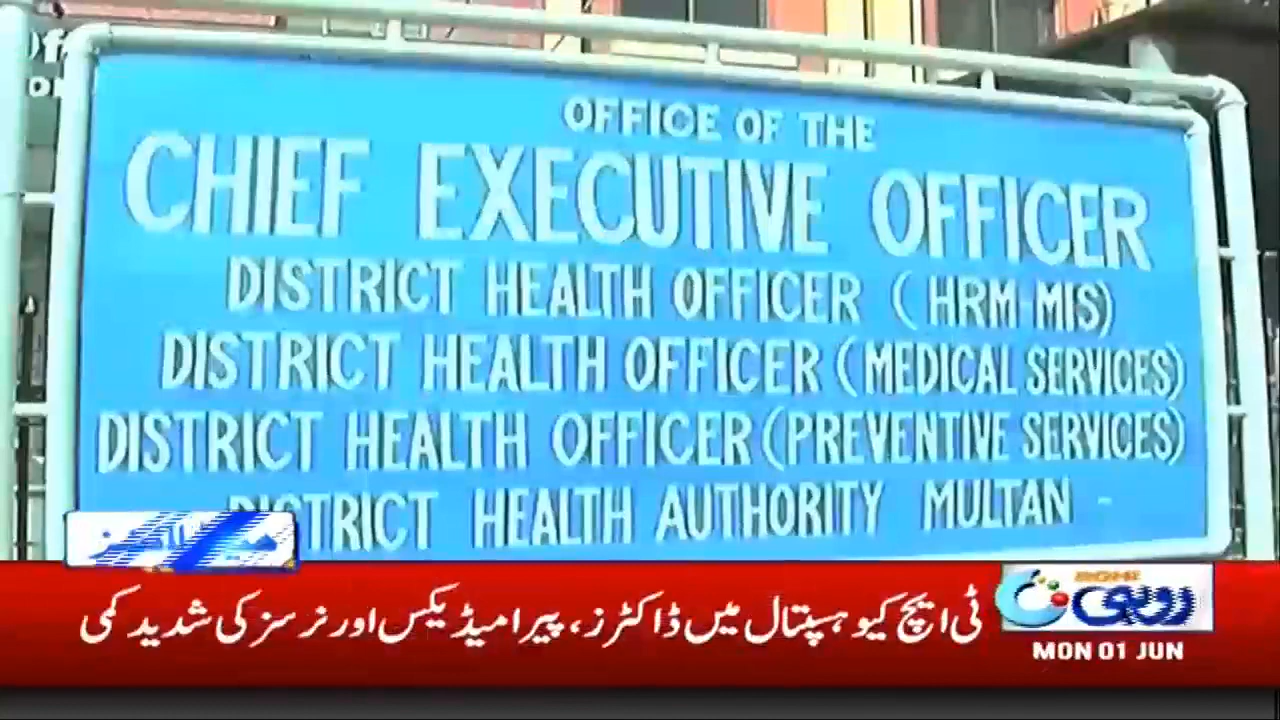 OFFICE OF THE
CHIEF EXECUTIVE OFFICER
DISTRICT HEALTH OFFICER (HRM-MIS)
DISTRICT HEALTH OFFICER (MEDICAL SERVICES)
DISTRICT HEALTH OFFICER (PREVENTIVE SERVICES)
DISTRICT HEALTH AUTHORITY MULTAN -
ٹی ایچ کیو ہسپتال میں ڈاکٹرز، پیرامیڈیکس اور نرسز کی شدید کمی
روہی
MON 01 JUN